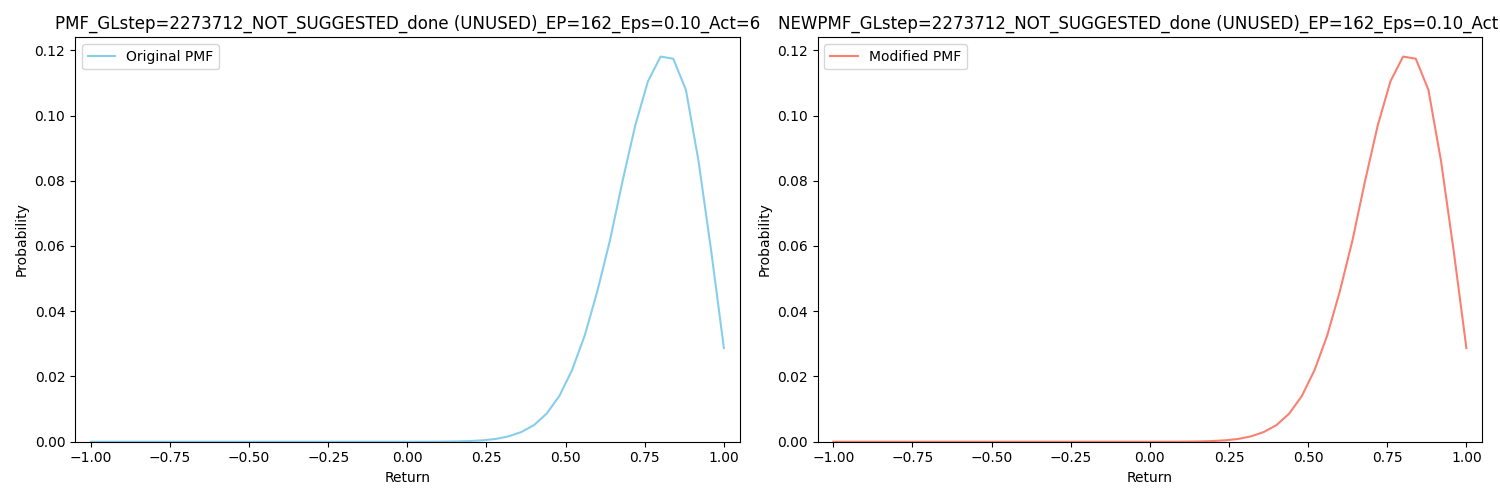 PMF_GLstep=2273712_NOT_SUGGESTED_done (UNUSED)_EP=162_Eps=0.10_Act=6
Original PMF
0.12
0.10
0.08
0.06
0.04
0.02
0.00
Probability
−1.00 −0.75 −0.50 −0.25 0.00 0.25 0.50 0.75 1.00
Return
NEWPMF_GLstep=2273712_NOT_SUGGESTED_done (UNUSED)_EP=162_Eps=0.10_Act
Modified PMF
0.12
0.10
0.08
0.06
0.04
0.02
0.00
Probability
−1.00 −0.75 −0.50 −0.25 0.00 0.25 0.50 0.75 1.00
Return